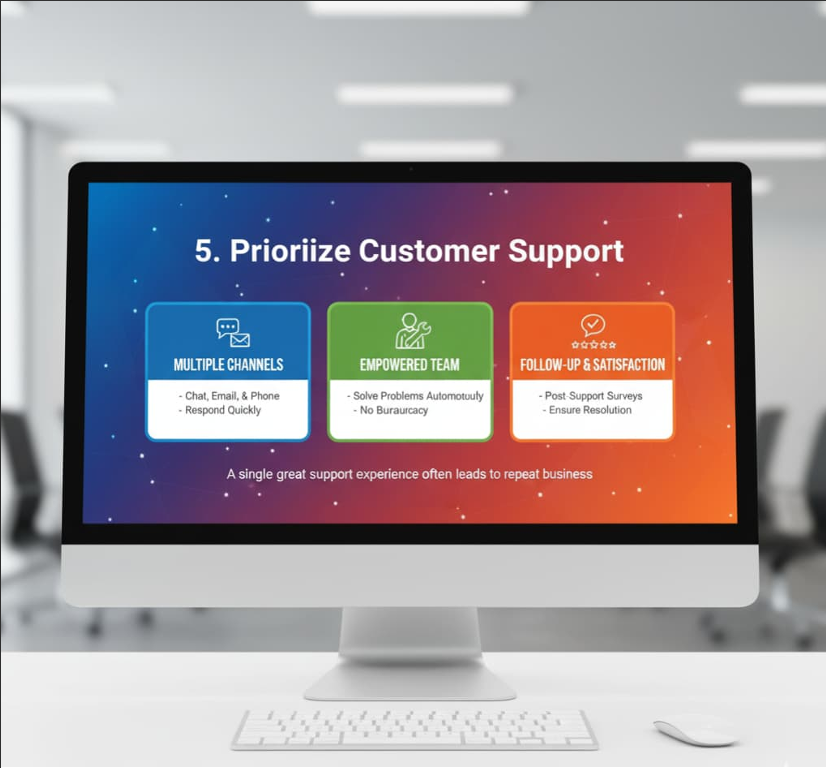 5. Prioriize Customer Support
MULTIPLE CHANNELS
- Chat, Email, & Phone
- Respond Quickly
EMPOWERED TEAM
- Solve Problems Automotuuly
- No Buraurcacy
FOLLOW-UP & SATISFACTION
- Post-Support Surveys
- Ensure Resolution
A single great support experience often leads to repeat business